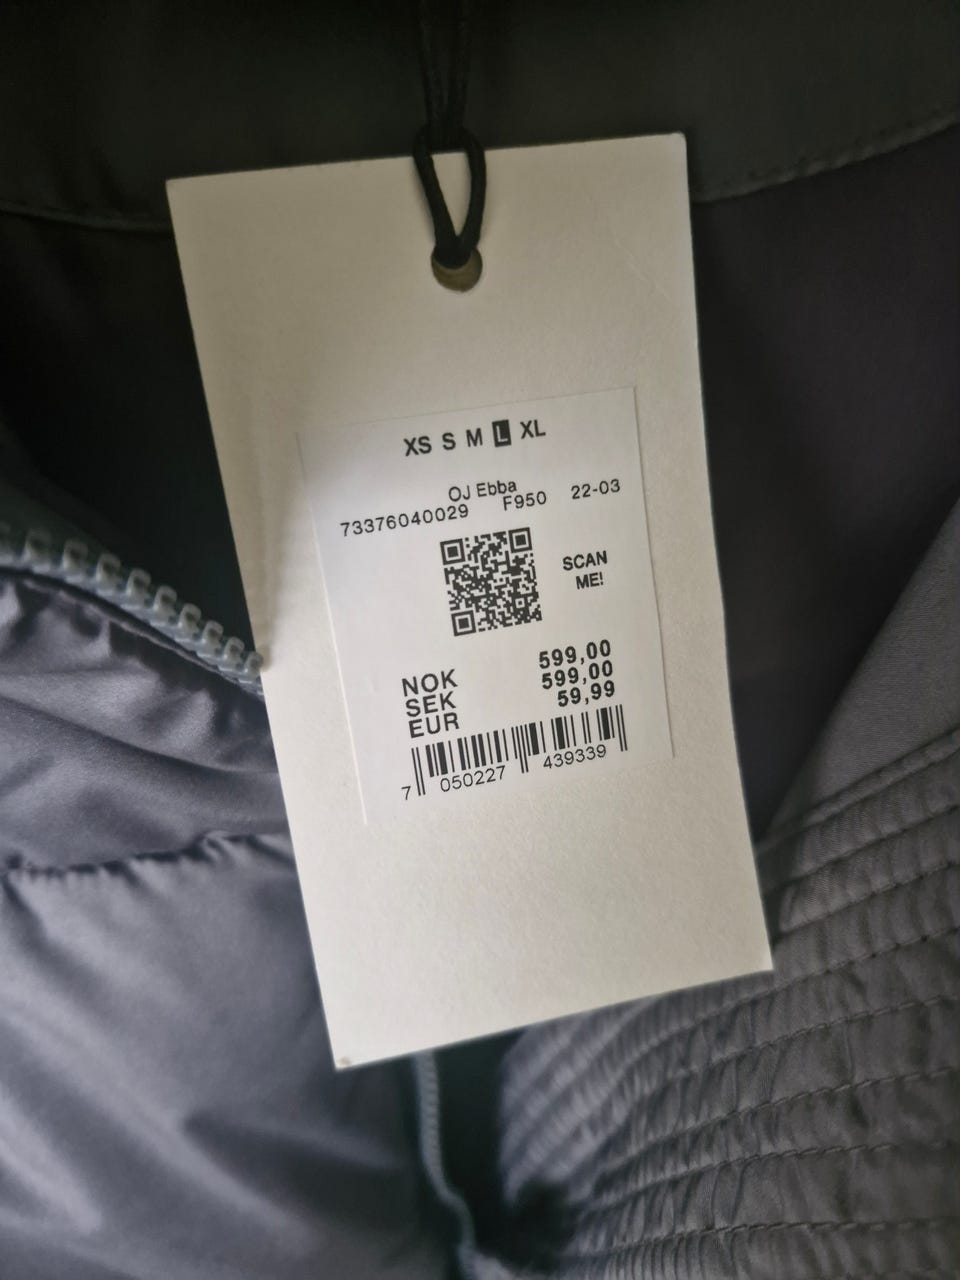 XS S M L XL
OJ Ebba
73376040029 F950 22-03
SCAN
ME!
NOK 599,00
SEK 599,00
EUR 59,99
7 050227 439339